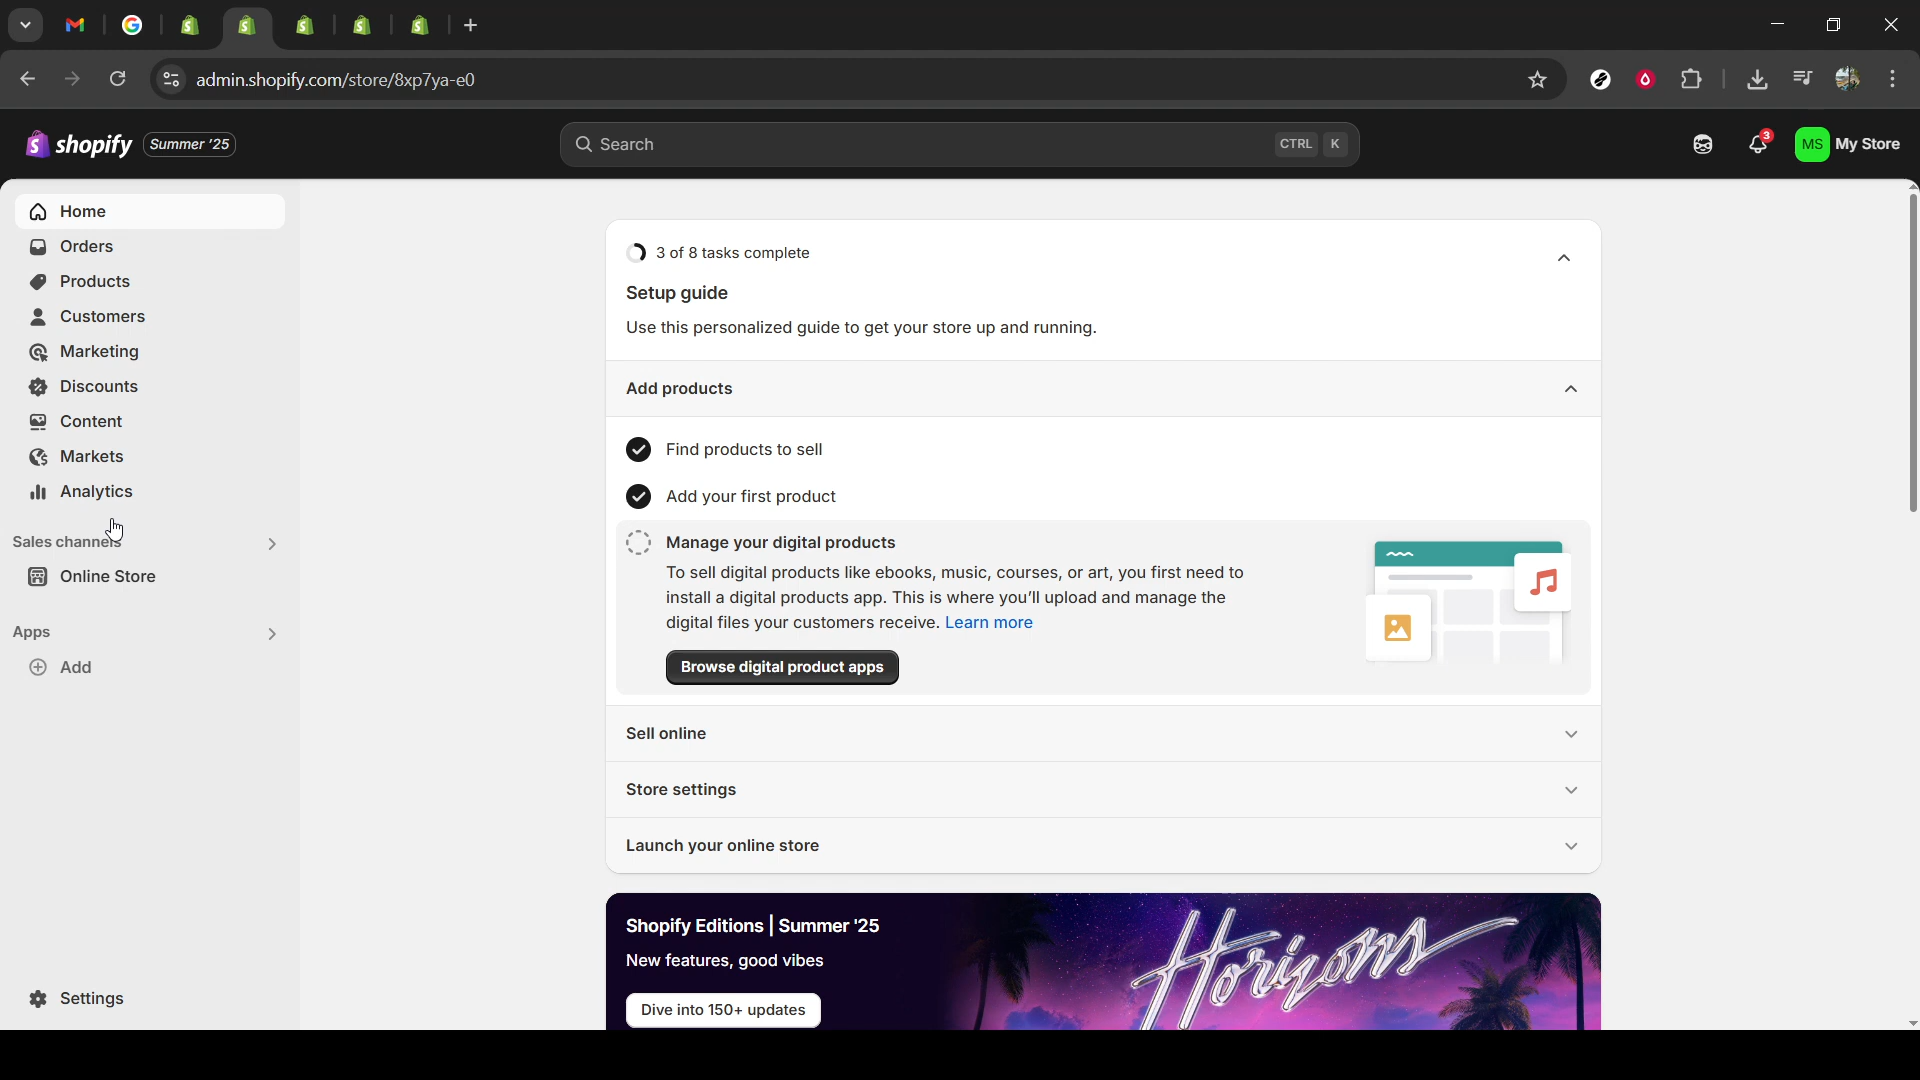 admin.shopify.com/store/8xp7ya-e0
shopify Summer '25
Search
CTRL K
3
MS My Store
Home
Orders
Products
Customers
Marketing
Discounts
Content
Markets
Analytics
Sales channels
Online Store
Apps
Add
Settings
3 of 8 tasks complete
Setup guide
Use this personalized guide to get your store up and running.
Add products
Find products to sell
Add your first product
Manage your digital products
To sell digital products like ebooks, music, courses, or art, you first need to
install a digital products app. This is where you'll upload and manage the
digital files your customers receive. Learn more
Browse digital product apps
Sell online
Store settings
Launch your online store
Shopify Editions | Summer '25
New features, good vibes
Dive into 150+ updates
Horizons